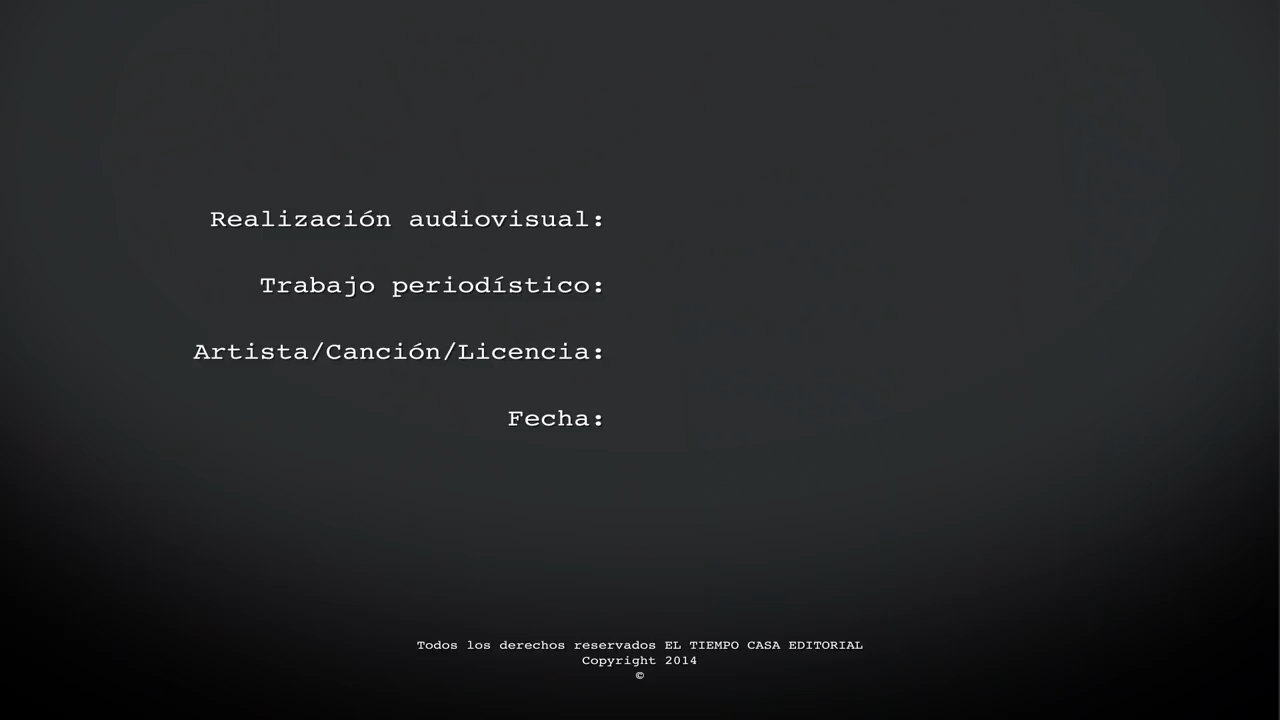 Realización audiovisual:
Trabajo periodístico:
Artista/Canción/Licencia:
Fecha:
Todos los derechos reservados EL TIEMPO CASA EDITORIAL
Copyright 2014
©